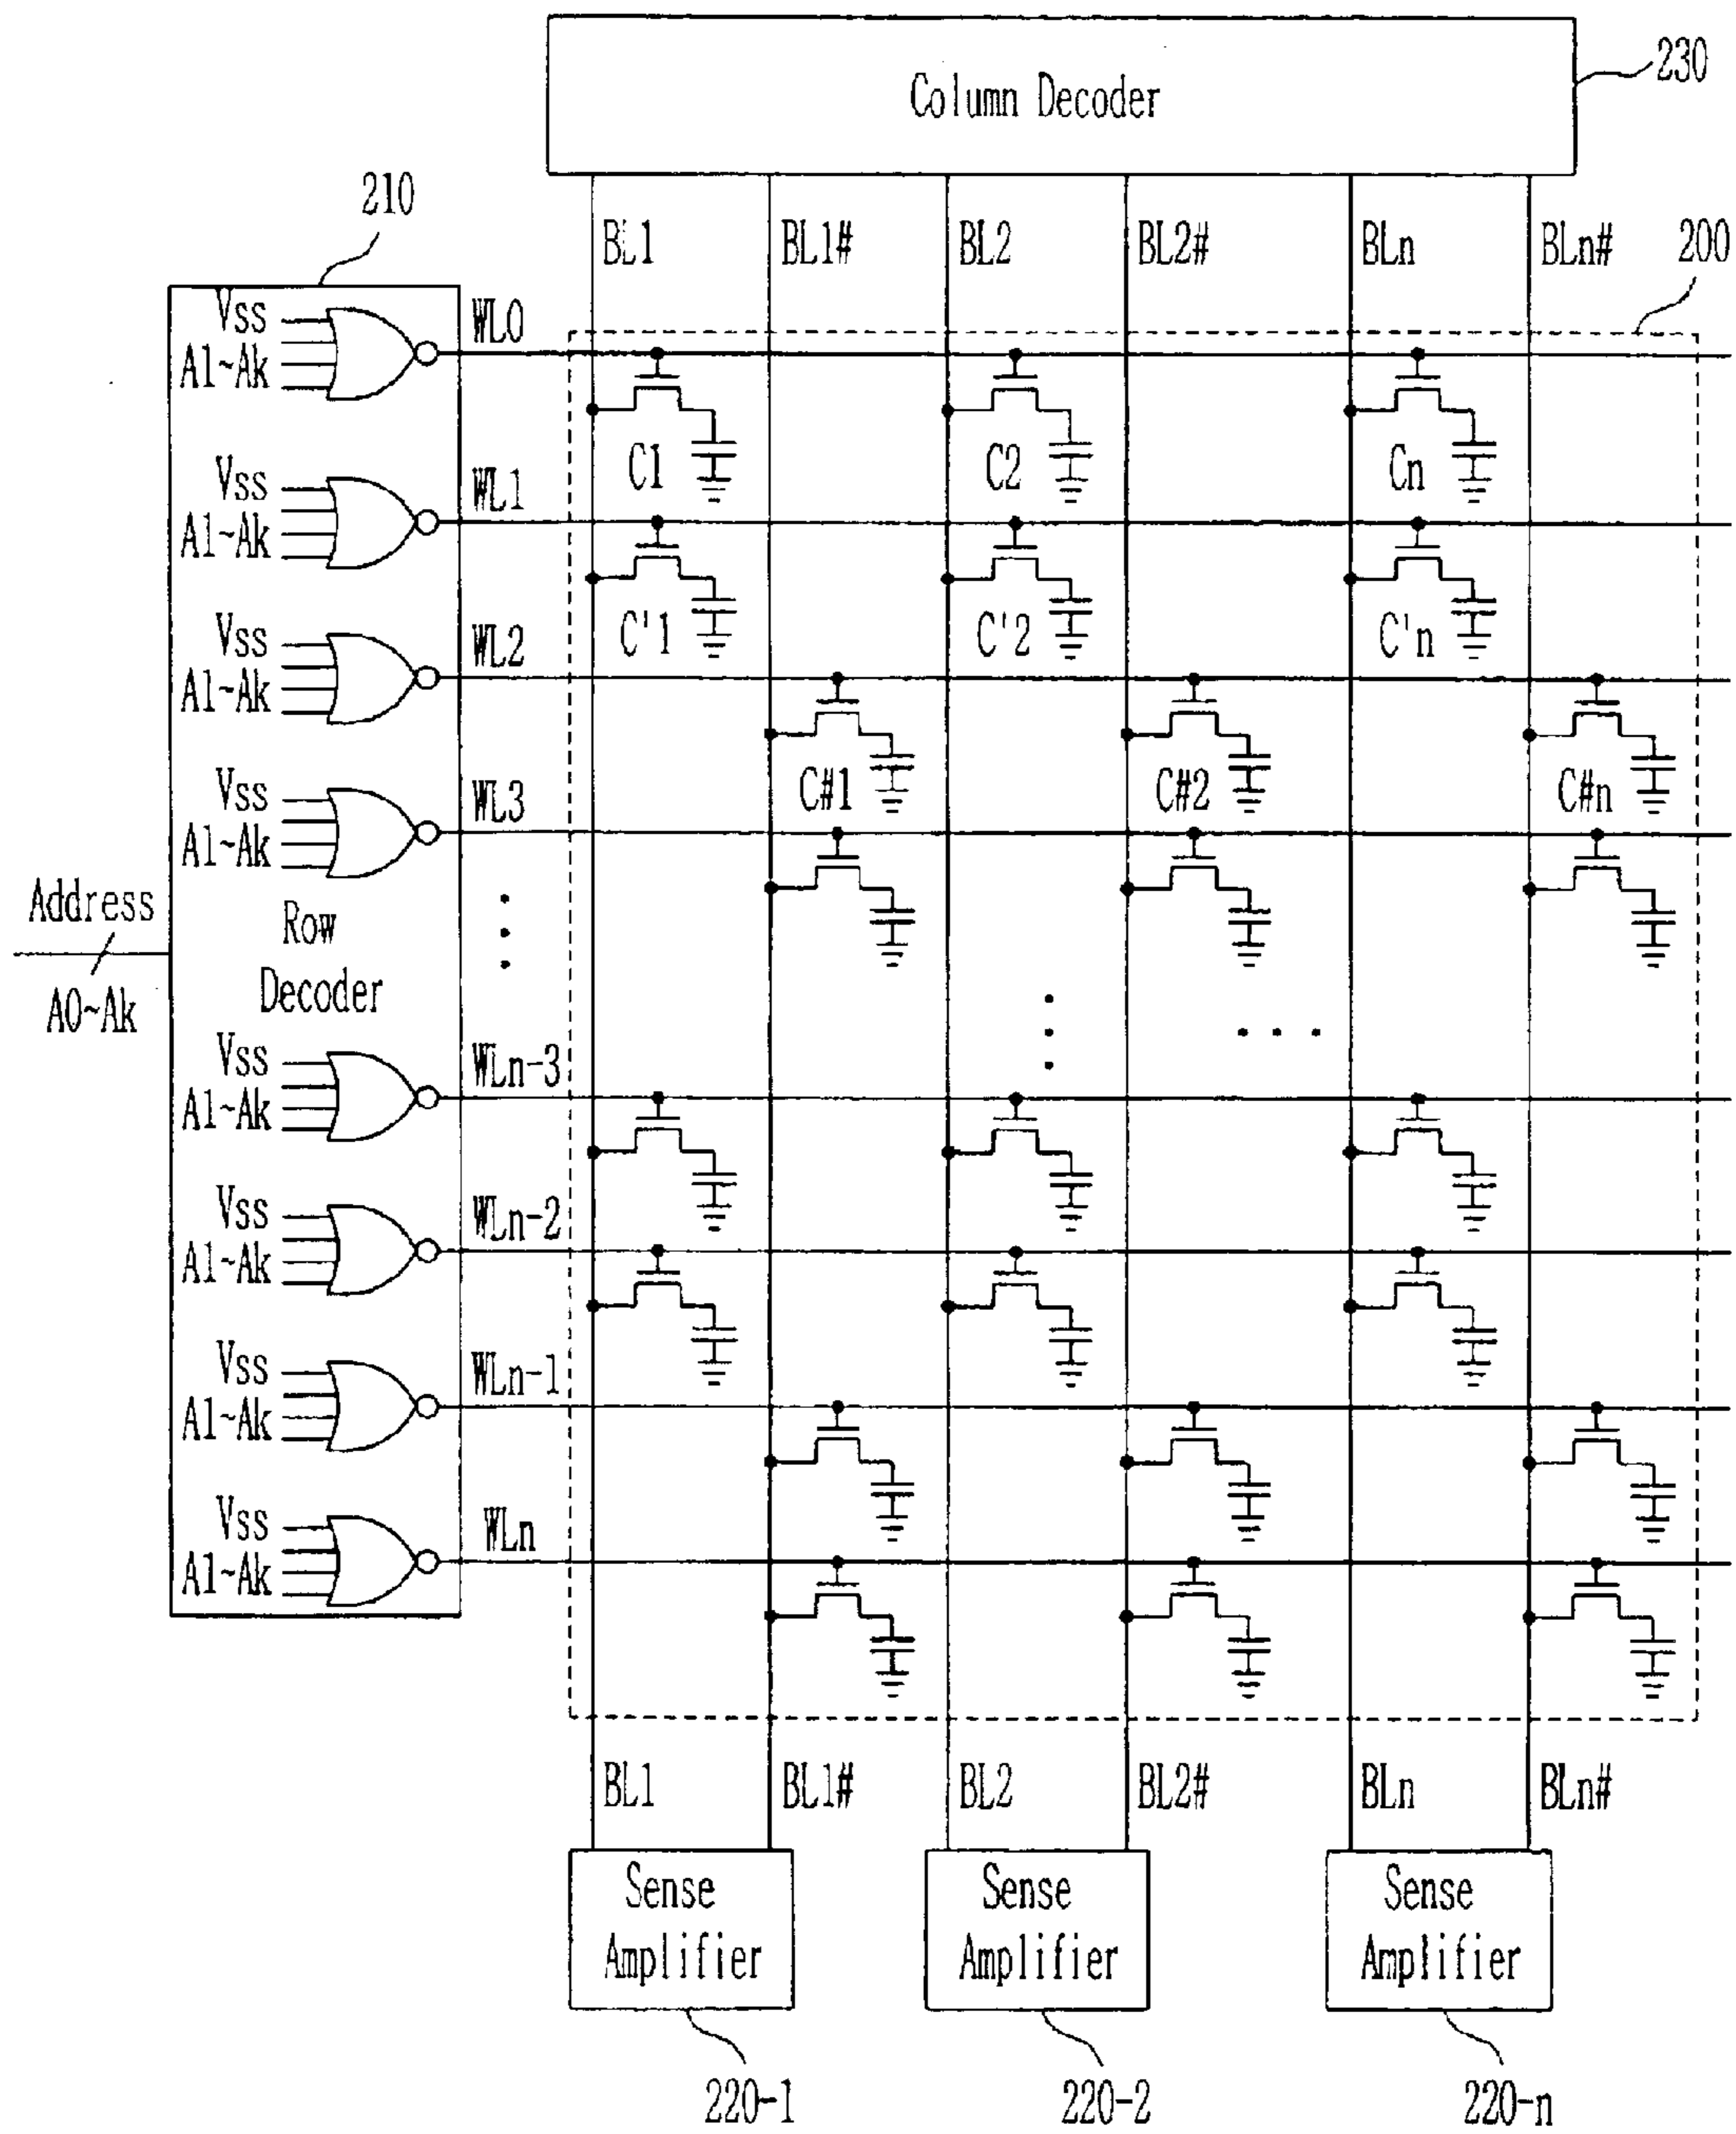 Column Decoder
230
210
BL1
BL1#
BL2
BL2#
BLn
BLn#
200
Vss
A1~Ak
WL0
C1
C2
Cn
Vss
A1~Ak
WL1
C'1
C'2
C'n
Vss
A1~Ak
WL2
C#1
C#2
C#n
Vss
A1~Ak
WL3
Address
A0~Ak
Row
Decoder
Vss
A1~Ak
WLn-3
Vss
A1~Ak
WLn-2
Vss
A1~Ak
WLn-1
Vss
A1~Ak
WLn
BL1
BL1#
BL2
BL2#
BLn
BLn#
Sense
Amplifier
Sense
Amplifier
Sense
Amplifier
220-1
220-2
220-n